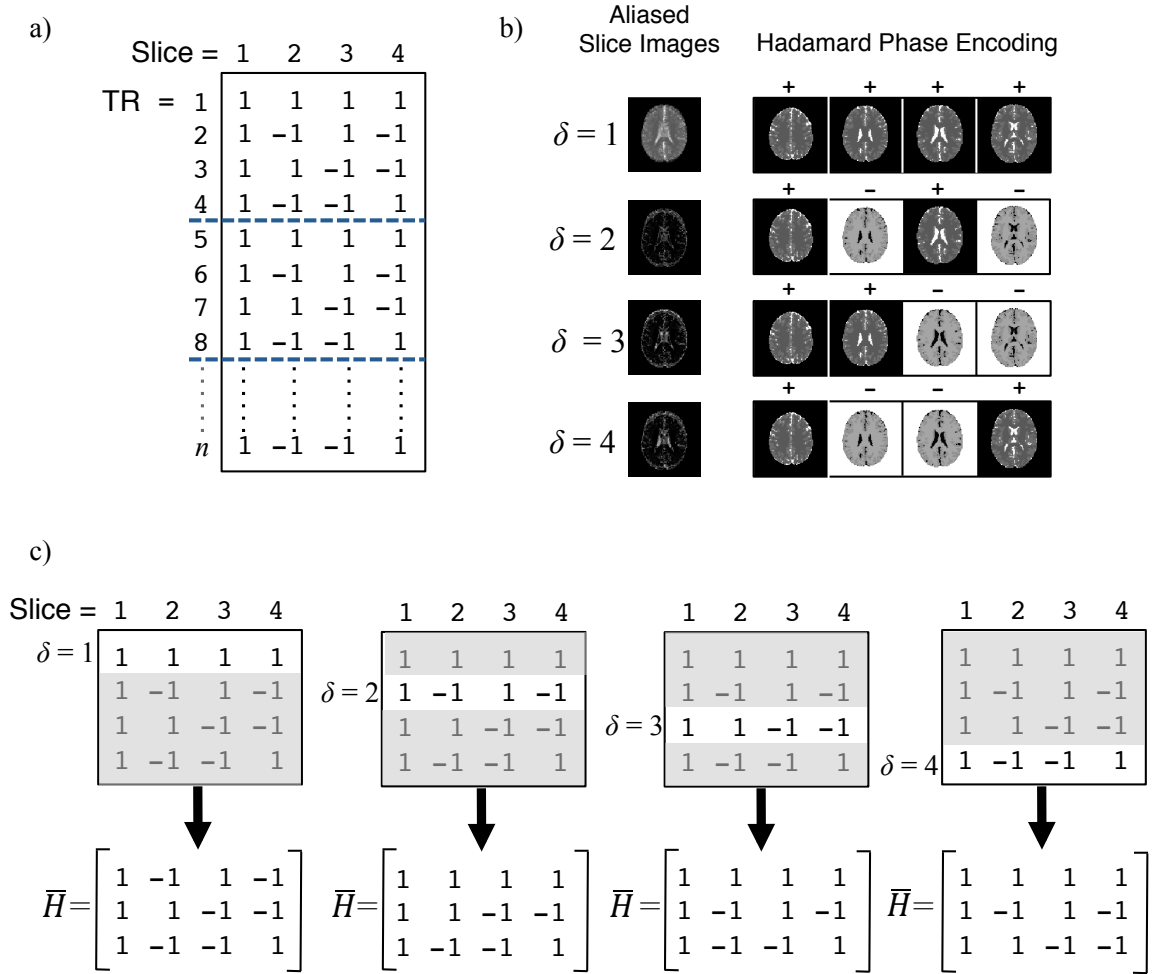 a)
Slice = 1 2 3 4
TR = 1 1 1 1 1
2 1 −1 1 −1
3 1 1 −1 −1
4 1 −1 −1 1
5 1 1 1 1
6 1 −1 1 −1
7 1 1 −1 −1
8 1 −1 −1 1
n 1 −1 −1 1
b)
Aliased
Slice Images
Hadamard Phase Encoding
+ + + +
δ = 1
+ − + −
δ = 2
+ + − −
δ = 3
+ − − +
δ = 4
c)
Slice = 1 2 3 4
δ = 1
1 1 1 1
1 −1 1 −1
1 1 −1 −1
1 −1 −1 1
H̅ =
1 −1 1 −1
1 1 −1 −1
1 −1 −1 1
1 2 3 4
δ = 2
1 1 1 1
1 −1 1 −1
1 1 −1 −1
1 −1 −1 1
H̅ =
1 1 1 1
1 1 −1 −1
1 −1 −1 1
1 2 3 4
δ = 3
1 1 1 1
1 −1 1 −1
1 1 −1 −1
1 −1 −1 1
H̅ =
1 1 1 1
1 −1 1 −1
1 −1 −1 1
1 2 3 4
δ = 4
1 1 1 1
1 −1 1 −1
1 1 −1 −1
1 −1 −1 1
H̅ =
1 1 1 1
1 −1 1 −1
1 1 −1 −1